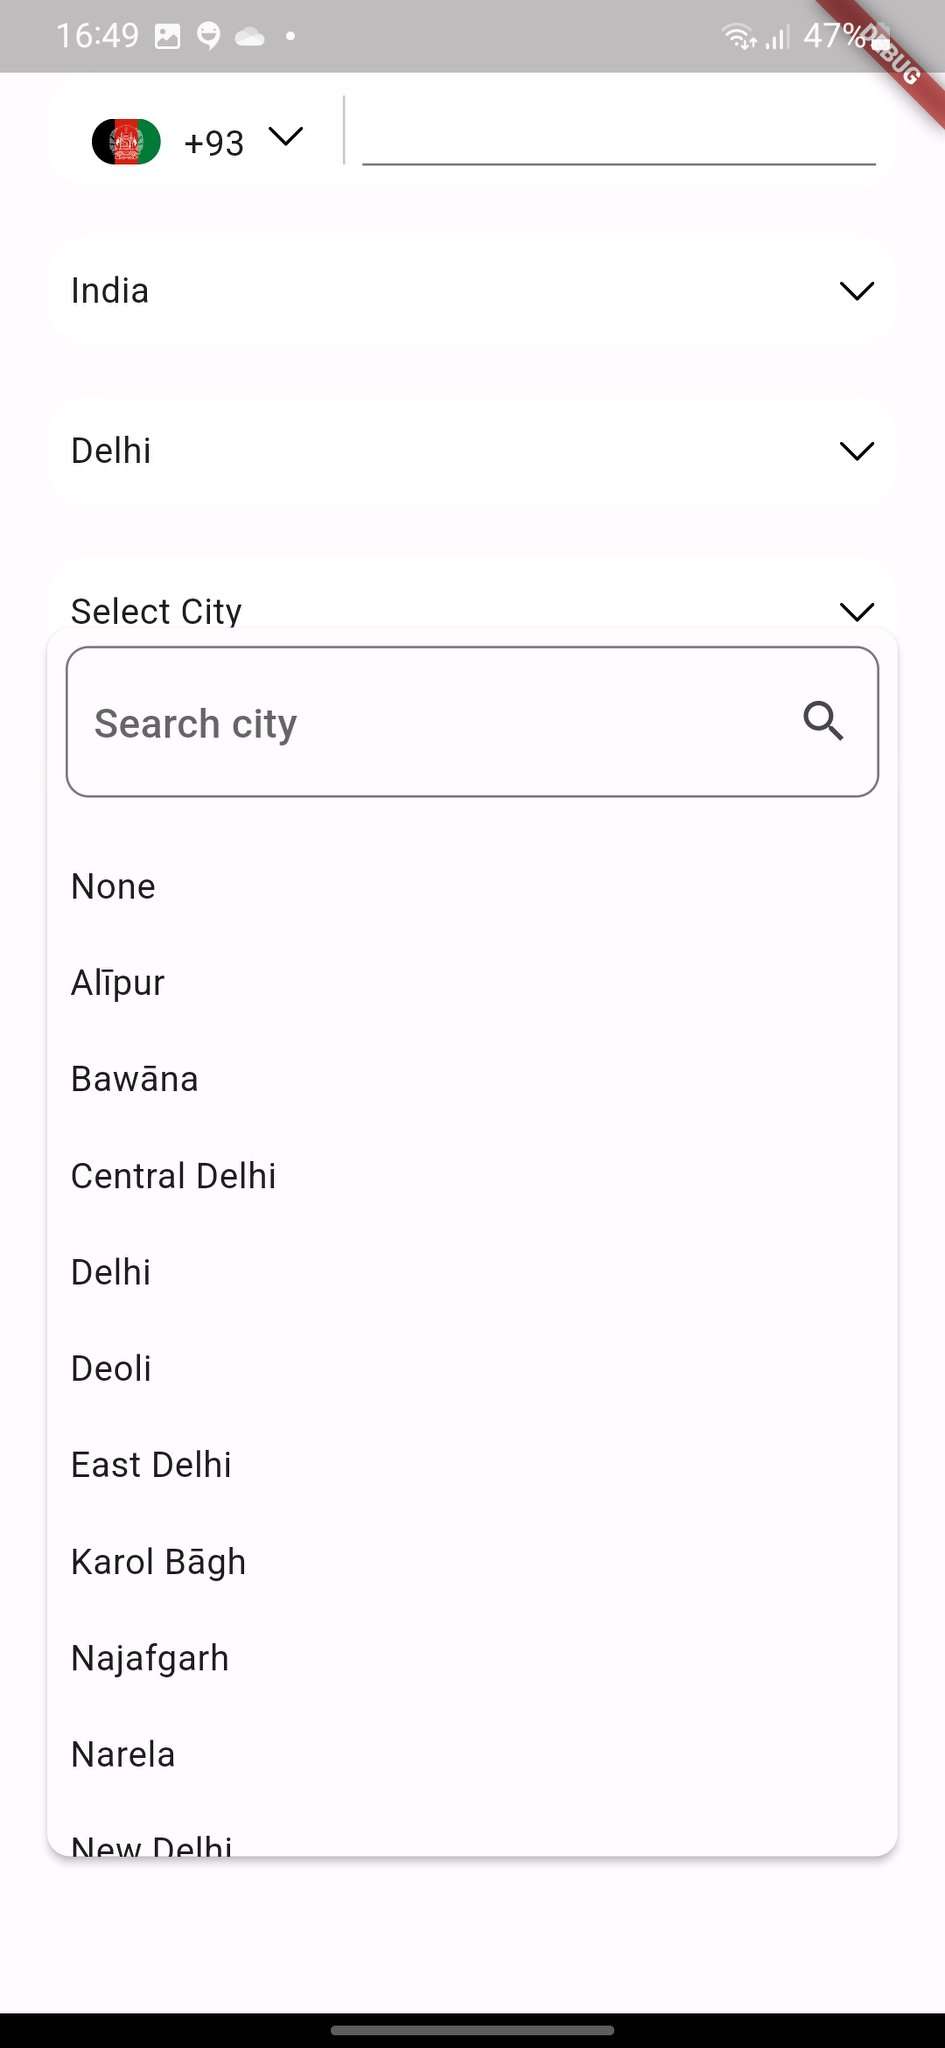 16:49
47%
DEBUG
+93
India
Delhi
Select City
Search city
None
Alīpur
Bawāna
Central Delhi
Delhi
Deoli
East Delhi
Karol Bāgh
Najafgarh
Narela
New Delhi